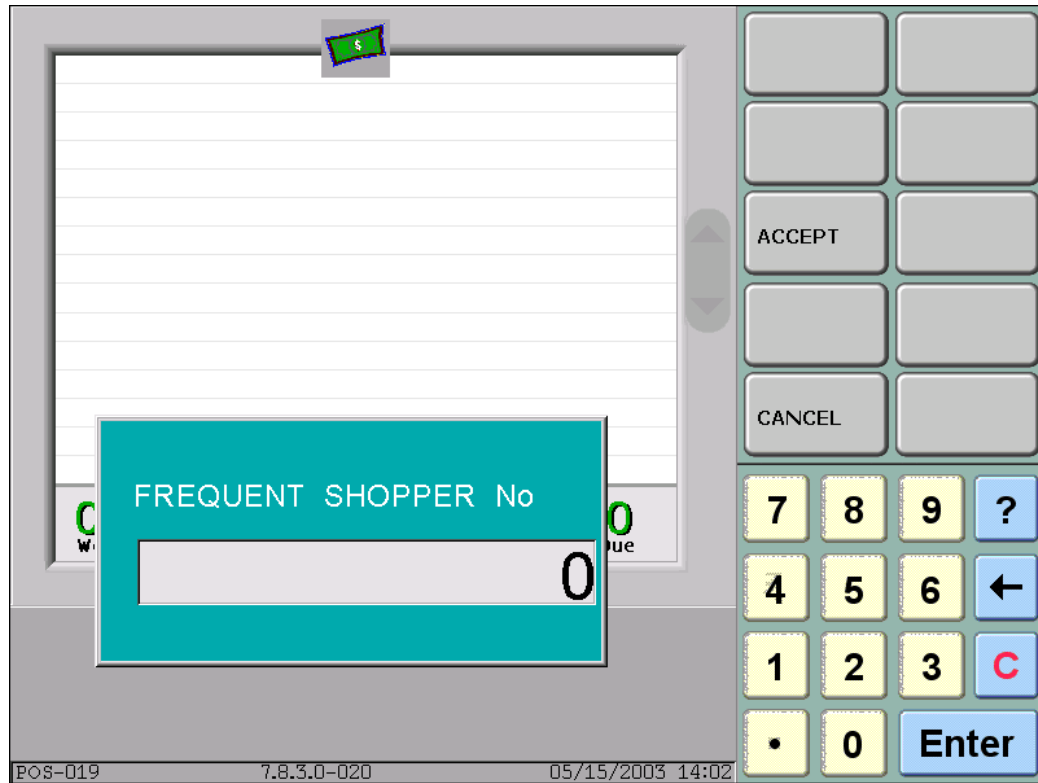 $
ACCEPT
CANCEL
FREQUENT SHOPPER No
0
7 8 9 ?
4 5 6 ←
1 2 3 C
. 0 Enter
POS-019 7.8.3.0-020 05/15/2003 14:02